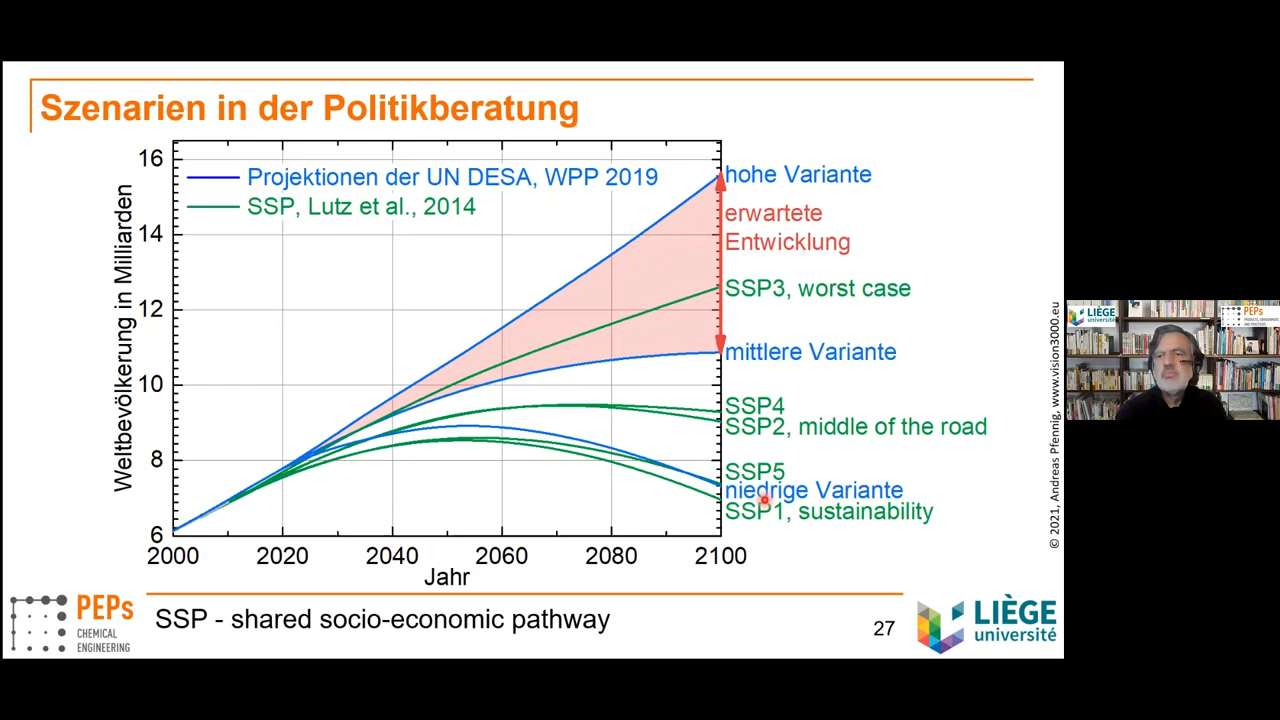 Szenarien in der Politikberatung
Weltbevölkerung in Milliarden
16
14
12
10
8
6
Projektionen der UN DESA, WPP 2019
SSP, Lutz et al., 2014
hohe Variante
erwartete
Entwicklung
SSP3, worst case
mittlere Variante
SSP4
SSP2, middle of the road
SSP5
niedrige Variante
SSP1, sustainability
2000 2020 2040 2060 2080 2100
Jahr
© 2021, Andreas Pfennig, www.vision3000.eu
PEPs
CHEMICAL
ENGINEERING
SSP - shared socio-economic pathway
27
LIÈGE
université
LIÈGE
université
PEPs